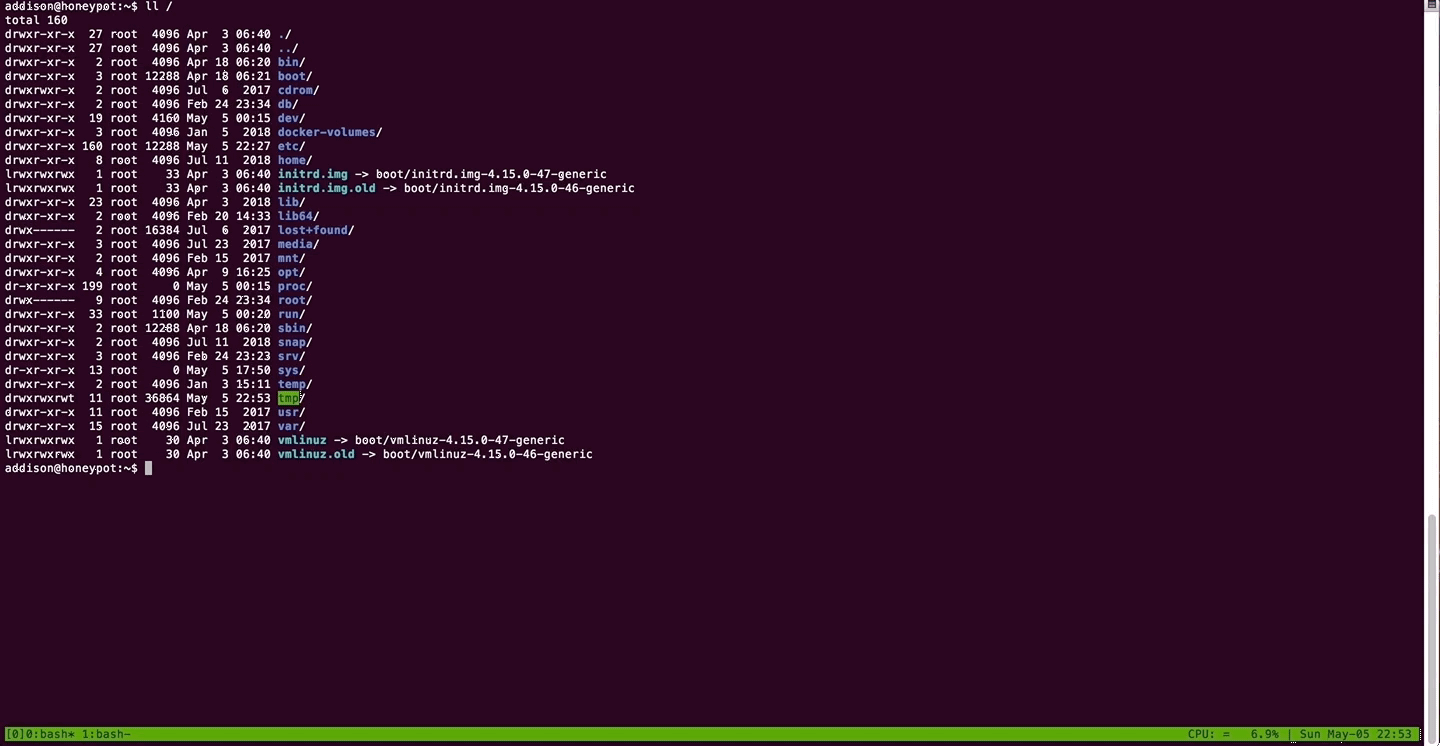 addison@honeypot:~$ ll /
total 160
drwxr-xr-x  27 root  4096 Apr  3 06:40 ./
drwxr-xr-x  27 root  4096 Apr  3 06:40 ../
drwxr-xr-x   2 root  4096 Apr 18 06:20 bin/
drwxr-xr-x   3 root 12288 Apr 18 06:21 boot/
drwxrwxr-x   2 root  4096 Jul  6  2017 cdrom/
drwxr-xr-x   2 root  4096 Feb 24 23:34 db/
drwxr-xr-x  19 root  4160 May  5 00:15 dev/
drwxr-xr-x   3 root  4096 Jan  5  2018 docker-volumes/
drwxr-xr-x 160 root 12288 May  5 22:27 etc/
drwxr-xr-x   8 root  4096 Jul 11  2018 home/
lrwxrwxrwx   1 root    33 Apr  3 06:40 initrd.img -> boot/initrd.img-4.15.0-47-generic
lrwxrwxrwx   1 root    33 Apr  3 06:40 initrd.img.old -> boot/initrd.img-4.15.0-46-generic
drwxr-xr-x  23 root  4096 Apr  3  2018 lib/
drwxr-xr-x   2 root  4096 Feb 20 14:33 lib64/
drwx------   2 root 16384 Jul  6  2017 lost+found/
drwxr-xr-x   3 root  4096 Jul 23  2017 media/
drwxr-xr-x   2 root  4096 Feb 15  2017 mnt/
drwxr-xr-x   4 root  4096 Apr  9 16:25 opt/
dr-xr-xr-x 199 root     0 May  5 00:15 proc/
drwx------   9 root  4096 Feb 24 23:34 root/
drwxr-xr-x  33 root  1100 May  5 00:20 run/
drwxr-xr-x   2 root 12288 Apr 18 06:20 sbin/
drwxr-xr-x   2 root  4096 Jul 11  2018 snap/
drwxr-xr-x   3 root  4096 Feb 24 23:23 srv/
dr-xr-xr-x  13 root     0 May  5 17:50 sys/
drwxr-xr-x   2 root  4096 Jan  3 15:11 temp/
drwxrwxrwt  11 root 36864 May  5 22:53 tmp/
drwxr-xr-x  11 root  4096 Feb 15  2017 usr/
drwxr-xr-x  15 root  4096 Jul 23  2017 var/
lrwxrwxrwx   1 root    30 Apr  3 06:40 vmlinuz -> boot/vmlinuz-4.15.0-47-generic
lrwxrwxrwx   1 root    30 Apr  3 06:40 vmlinuz.old -> boot/vmlinuz-4.15.0-46-generic
addison@honeypot:~$
[0]0:bash* 1:bash- CPU: =   6.9% | Sun May-05 22:53